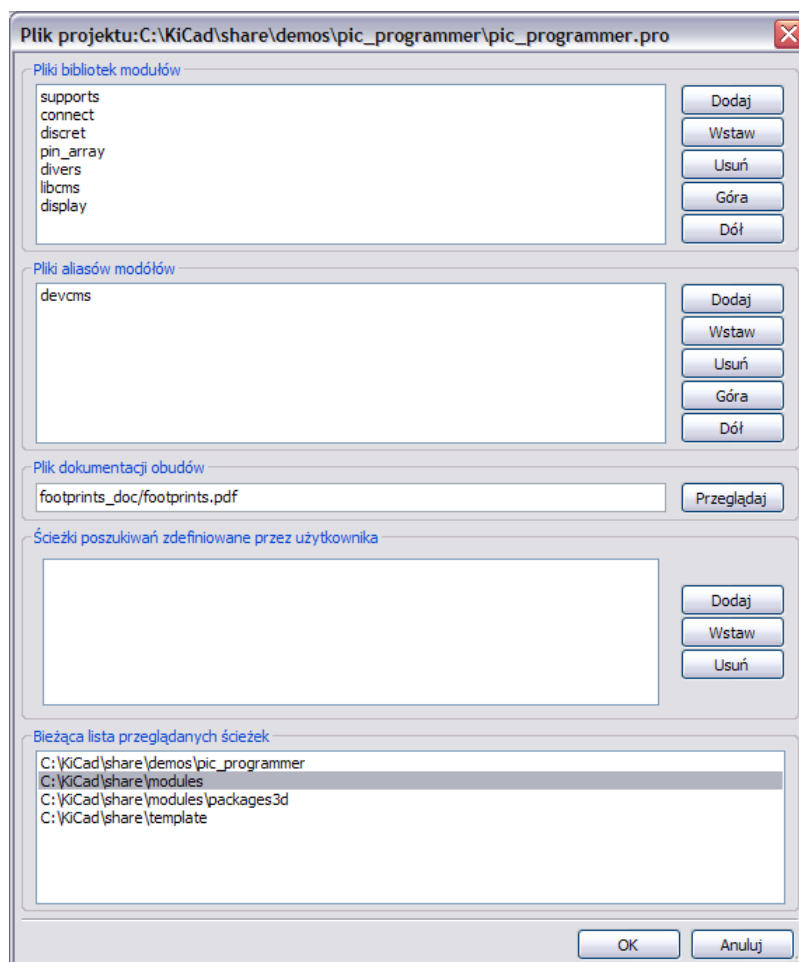 Plik projektu:C:\KiCad\share\demos\pic_programmer\pic_programmer.pro
Pliki bibliotek modułów
supports
connect
discret
pin_array
divers
libcms
display
Dodaj
Wstaw
Usuń
Góra
Dół
Pliki aliasów modółów
devcms
Dodaj
Wstaw
Usuń
Góra
Dół
Plik dokumentacji obudów
footprints_doc/footprints.pdf
Przeglądaj
Ścieżki poszukiwań zdefiniowane przez użytkownika
Dodaj
Wstaw
Usuń
Bieżąca lista przeglądanych ścieżek
C:\KiCad\share\demos\pic_programmer
C:\KiCad\share\modules
C:\KiCad\share\modules\packages3d
C:\KiCad\share\template
OK
Anuluj